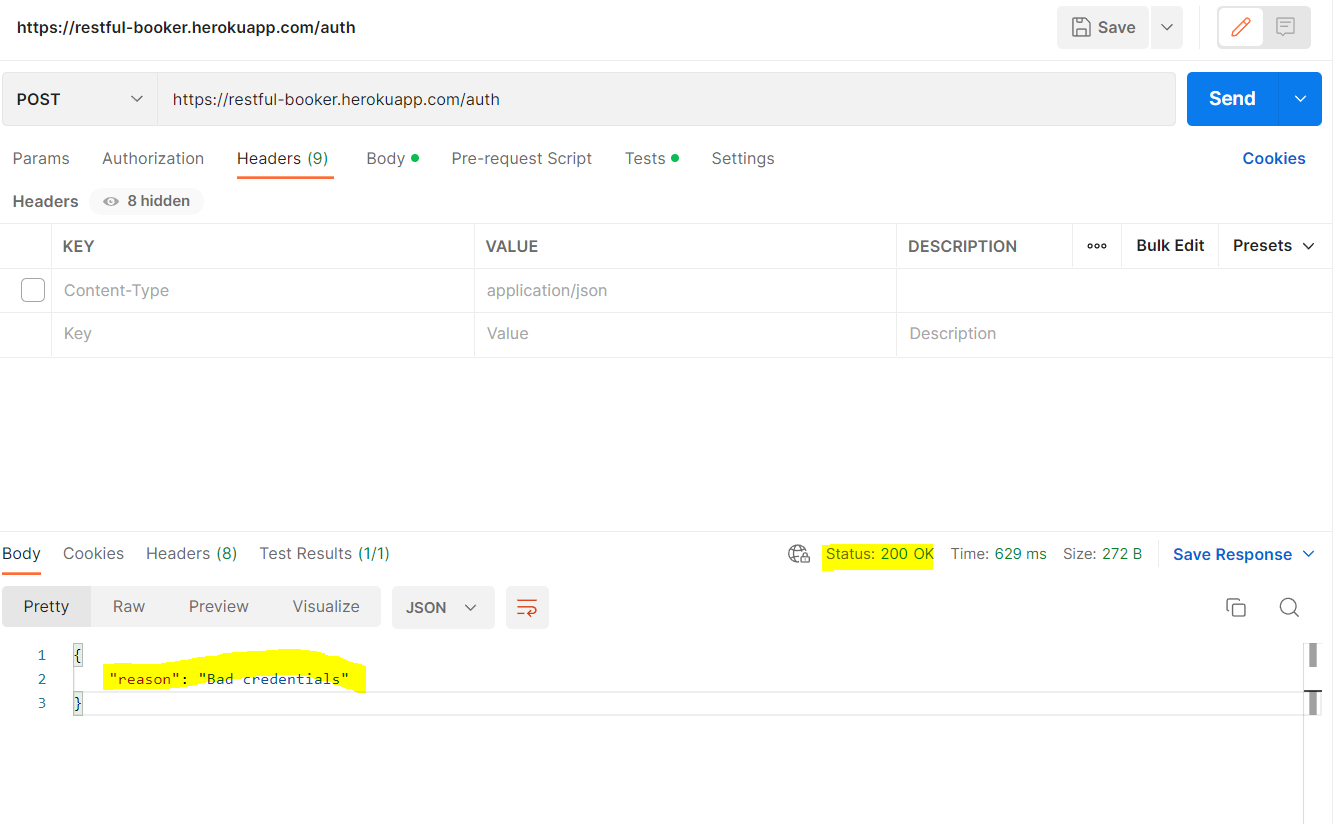 https://restful-booker.herokuapp.com/auth Save
POST https://restful-booker.herokuapp.com/auth Send
Params Authorization Headers (9) Body Pre-request Script Tests Settings Cookies
Headers 8 hidden
KEY VALUE DESCRIPTION ooo Bulk Edit Presets
Content-Type application/json
Key Value Description
Body Cookies Headers (8) Test Results (1/1) Status: 200 OK Time: 629 ms Size: 272 B Save Response
Pretty Raw Preview Visualize JSON
1 {
2 "reason": "Bad credentials"
3 }